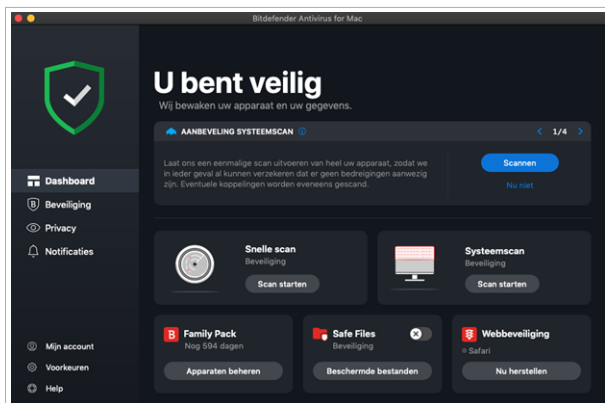 Bitdefender Antivirus for Mac
U bent veilig
Wij bewaken uw apparaat en uw gegevens.
AANBEVELING SYSTEEMSCAN
1/4
Laat ons een eenmalige scan uitvoeren van heel uw apparaat, zodat we
in ieder geval al kunnen verzekeren dat er geen bedreigingen aanwezig
zijn. Eventuele koppelingen worden eveneens gescand.
Scannen
Nu niet
Dashboard
B Beveiliging
Privacy
Notificaties
Snelle scan
Beveiliging
Scan starten
Systeemscan
Beveiliging
Scan starten
B Family Pack
Nog 594 dagen
Apparaten beheren
Safe Files
Beveiliging
Beschermde bestanden
Webbeveiliging
Safari
Nu herstellen
Mijn account
Voorkeuren
Help